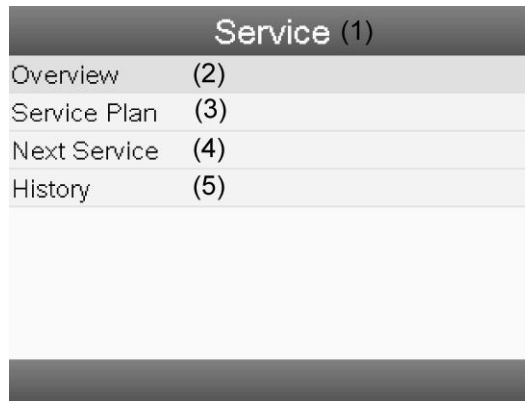 Service (1)
Overview (2)
Service Plan (3)
Next Service (4)
History (5)